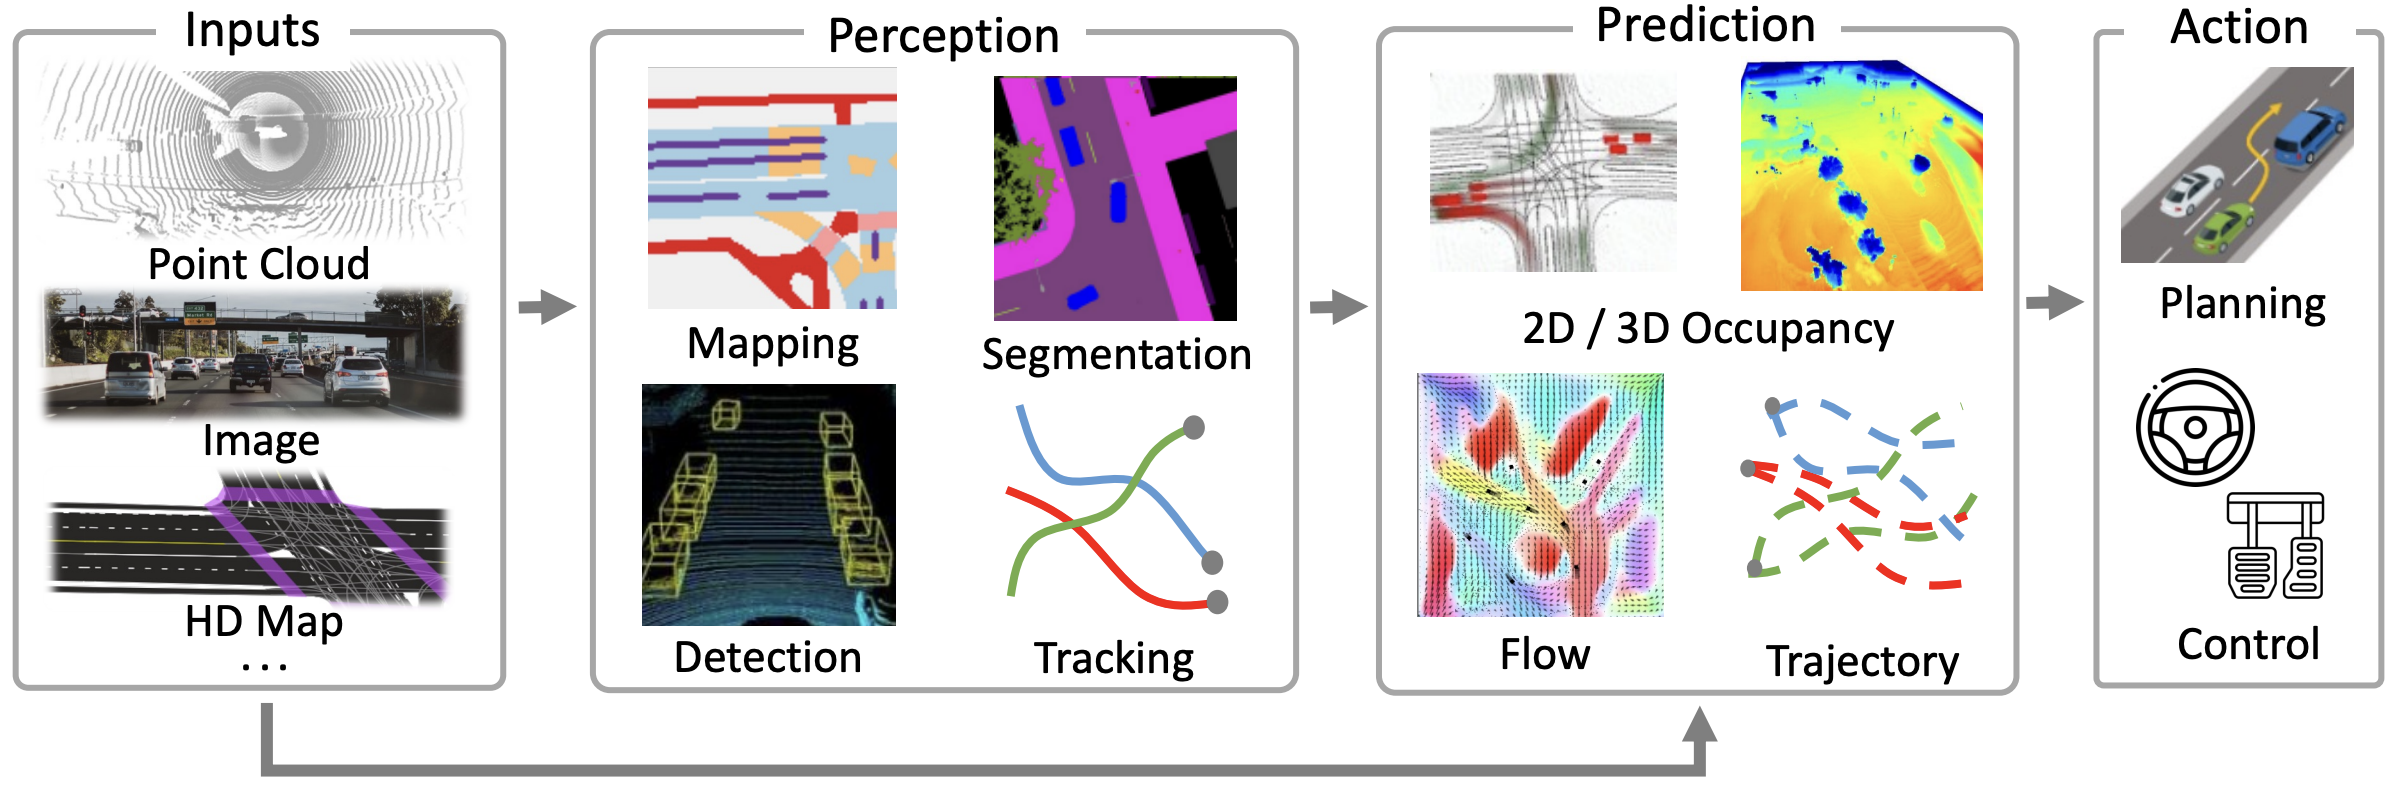 Inputs
Point Cloud
Image
HD Map
...
Perception
Mapping
Segmentation
Detection
Tracking
Prediction
2D / 3D Occupancy
Flow
Trajectory
Action
Planning
Control